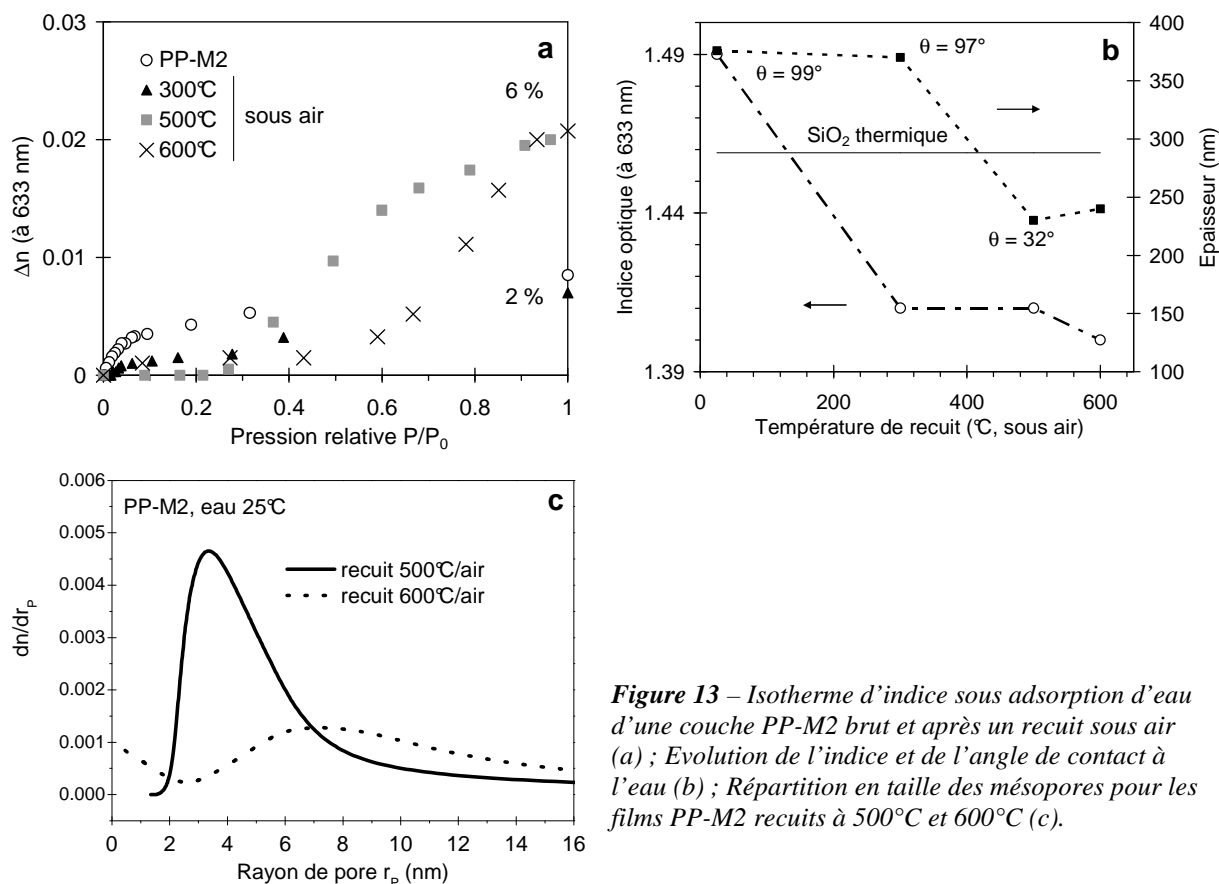 0.03
0.02
0.01
0
Δn (à 633 nm)
a
PP-M2
300°C
500°C
600°C
sous air
6 %
2 %
0 0.2 0.4 0.6 0.8 1
Pression relative P/P0
1.49
1.44
1.39
Indice optique (à 633 nm)
b
θ = 99°
θ = 97°
SiO2 thermique
θ = 32°
400
350
300
250
200
150
100
Epaisseur (nm)
0 200 400 600
Température de recuit (°C, sous air)
0.006
0.005
0.004
0.003
0.002
0.001
0.000
dn/drP
PP-M2, eau 25°C
c
recuit 500°C/air
recuit 600°C/air
0 2 4 6 8 10 12 14 16
Rayon de pore rP (nm)
Figure 13 – Isotherme d'indice sous adsorption d'eau
d'une couche PP-M2 brut et après un recuit sous air
(a) ; Evolution de l'indice et de l'angle de contact à
l'eau (b) ; Répartition en taille des mésopores pour les
films PP-M2 recuits à 500°C et 600°C (c).